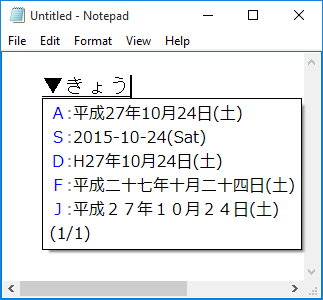 Untitled - Notepad
File Edit Format View Help
▼きょう
A:平成27年10月24日(土)
S:2015-10-24(Sat)
D:H27年10月24日(土)
F:平成二十七年十月二十四日(土)
J:平成２７年１０月２４日(土)
(1/1)